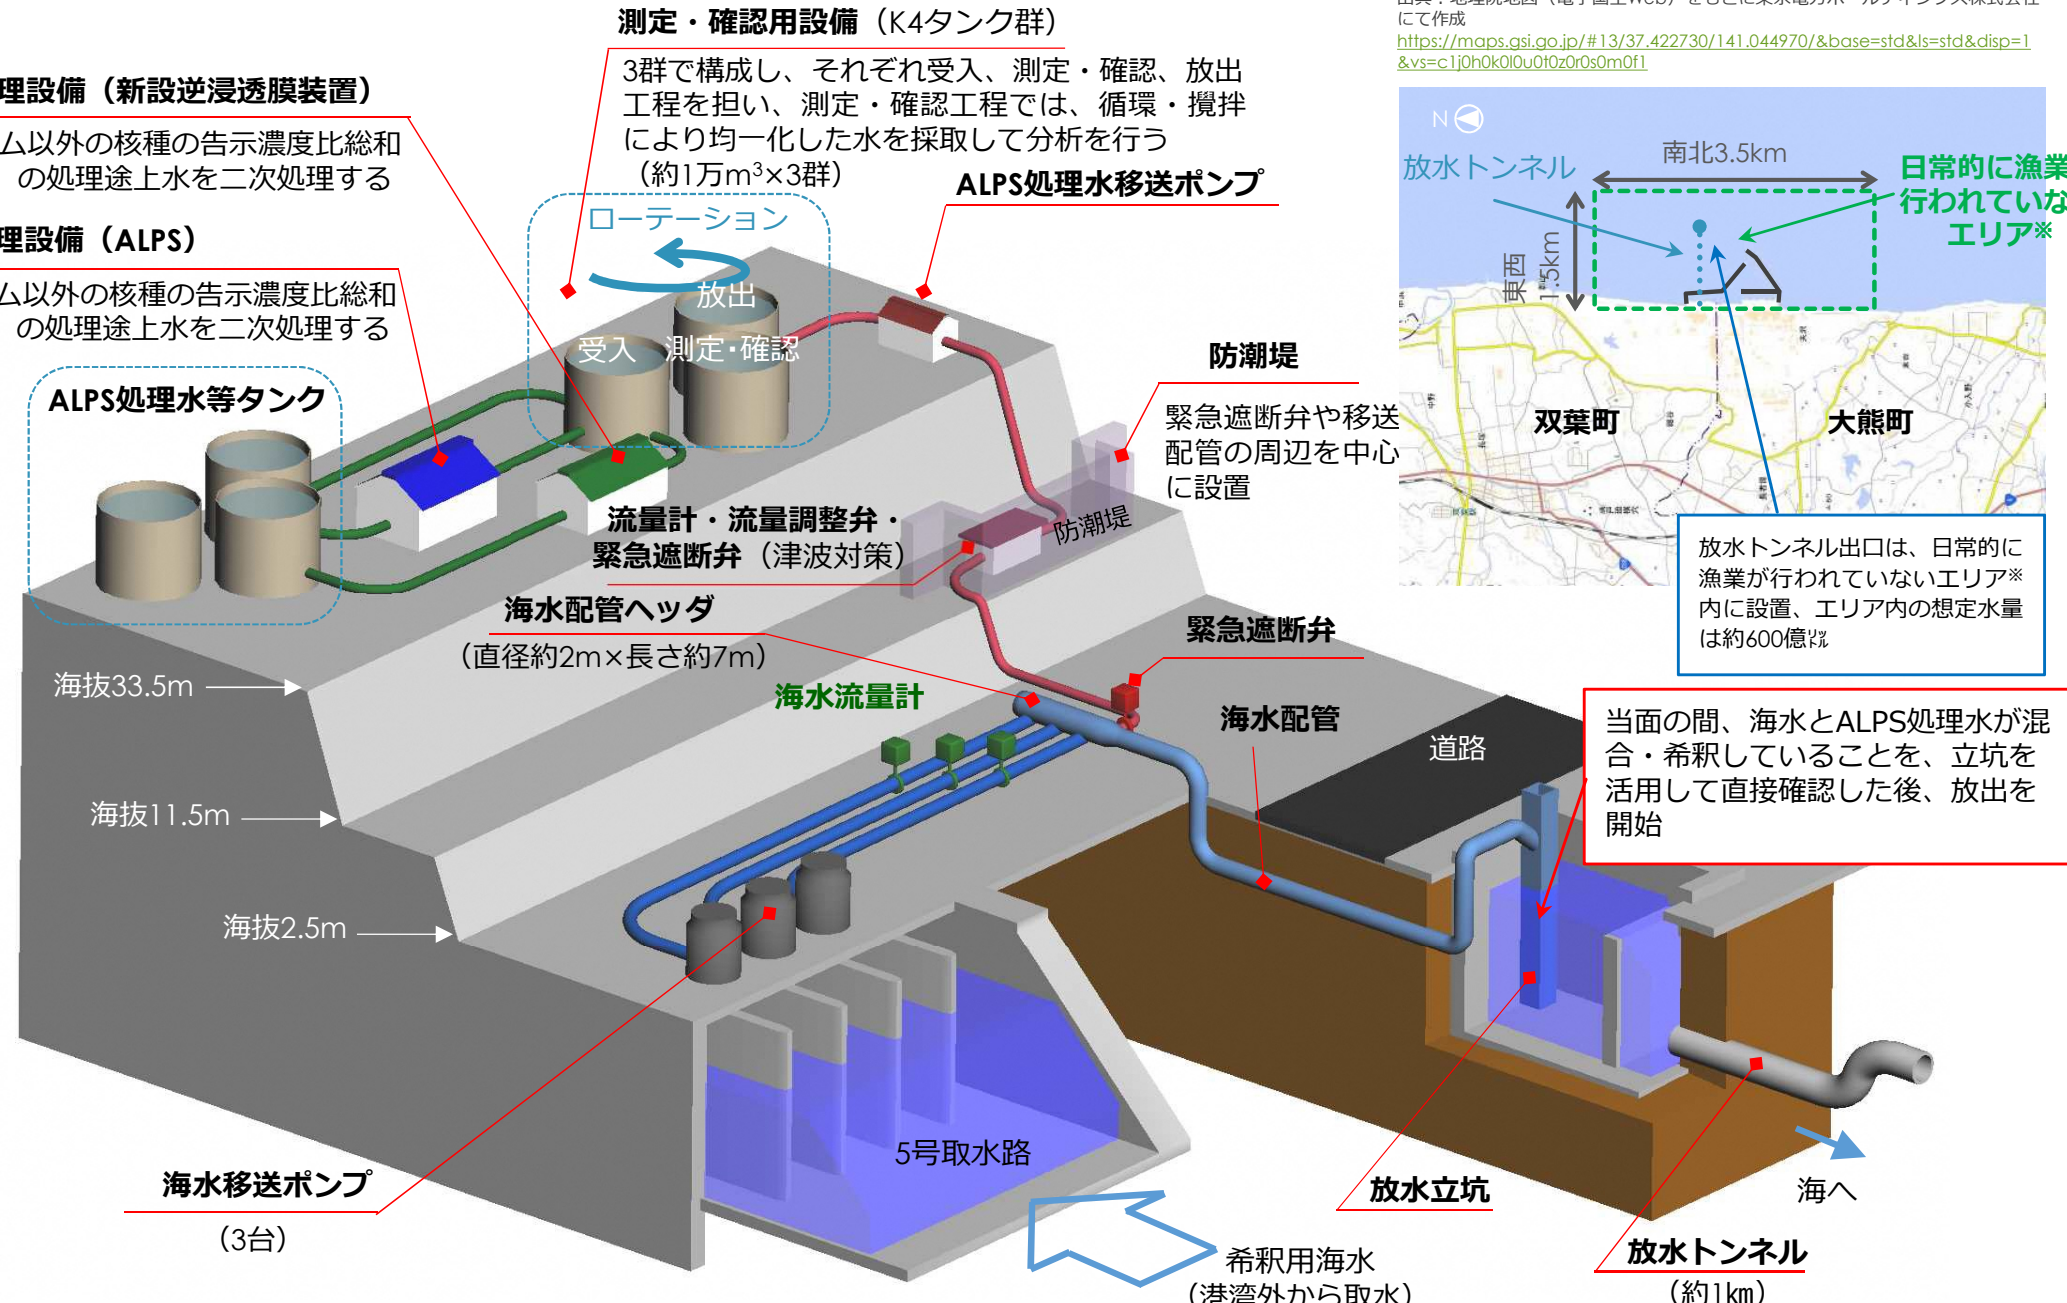 測定・確認用設備（K4タンク群）
3群で構成し、それぞれ受入、測定・確認、放出
工程を担い、測定・確認工程では、循環・攪拌
により均一化した水を採取して分析を行う
（約1万m³×3群）
にて作成
https://maps.gsi.go.jp/#13/37.422730/141.044970/&base=std&ls=std&disp=1
&vs=c1j0h0k0l0u0t0z0r0s0m0f1
理設備（新設逆浸透膜装置）
ム以外の核種の告示濃度比総和
の処理途上水を二次処理する
理設備（ALPS）
ム以外の核種の告示濃度比総和
の処理途上水を二次処理する
ALPS処理水等タンク
ローテーション
放出
受入
測定・確認
ALPS処理水移送ポンプ
防潮堤
緊急遮断弁や移送
配管の周辺を中心
に設置
防潮堤
流量計・流量調整弁・
緊急遮断弁（津波対策）
海水配管ヘッダ
（直径約2m×長さ約7m）
海水流量計
緊急遮断弁
海水配管
道路
海抜33.5m
海抜11.5m
海抜2.5m
N
放水トンネル
南北3.5km
東西
1.5km
日常的に漁業
行われていな
エリア※
双葉町
大熊町
放水トンネル出口は、日常的に
漁業が行われていないエリア※
内に設置、エリア内の想定水量
は約600億㍑
当面の間、海水とALPS処理水が混
合・希釈していることを、立坑を
活用して直接確認した後、放出を
開始
5号取水路
海水移送ポンプ
（3台）
希釈用海水
（港湾外から取水）
放水立坑
海へ
放水トンネル
（約1㎞）